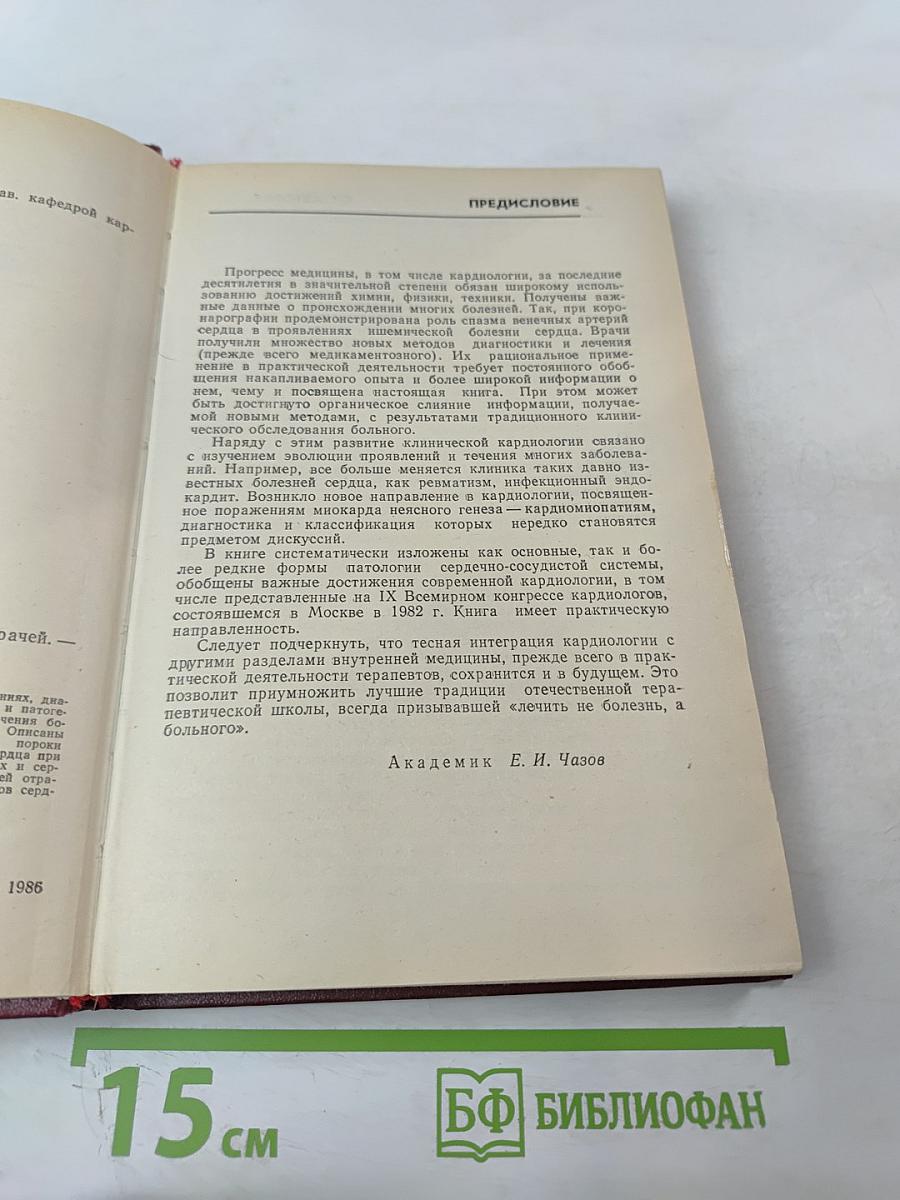 ав. кафедрой кар-
рачей. —
ниях, диа-
и патоге-
чения бо-
Описаны
пороки
рдца при
х и сер-
ей отра-
ов серд-
1986
ПРЕДИСЛОВИЕ
Прогресс медицины, в том числе кардиологии, за последние
десятилетия в значительной степени обязан широкому исполь-
зованию достижений химии, физики, техники. Получены важ-
ные данные о происхождении многих болезней. Так, при коро-
нарографии продемонстрирована роль спазма венечных артерий
сердца в проявлениях ишемической болезни сердца. Врачи
получили множество новых методов диагностики и лечения
(прежде всего медикаментозного). Их рациональное приме-
нение в практической деятельности требует постоянного обоб-
щения накапливаемого опыта и более широкой информации о
нем, чему и посвящена настоящая книга. При этом может
быть достигнуто органическое слияние информации, получае-
мой новыми методами, с результатами традиционного клини-
ческого обследования больного.
Наряду с этим развитие клинической кардиологии связано
с изучением эволюции проявлений и течения многих заболева-
ний. Например, все больше меняется клиника таких давно из-
вестных болезней сердца, как ревматизм, инфекционный эндо-
кардит. Возникло новое направление в кардиологии, посвящен-
ное поражениям миокарда неясного генеза — кардиомиопатиям,
диагностика и классификация которых нередко становятся
предметом дискуссий.
В книге систематически изложены как основные, так и бо-
лее редкие формы патологии сердечно-сосудистой системы,
обобщены важные достижения современной кардиологии, в том
числе представленные на IX Всемирном конгрессе кардиологов,
состоявшемся в Москве в 1982 г. Книга имеет практическую
направленность.
Следует подчеркнуть, что тесная интеграция кардиологии с
другими разделами внутренней медицины, прежде всего в прак-
тической деятельности терапевтов, сохранится и в будущем. Это
позволит приумножить лучшие традиции отечественной тера-
певтической школы, всегда призывавшей «лечить не болезнь, а
больного».
Академик Е. И. Чазов
15 см
БФ БИБЛИОФАН